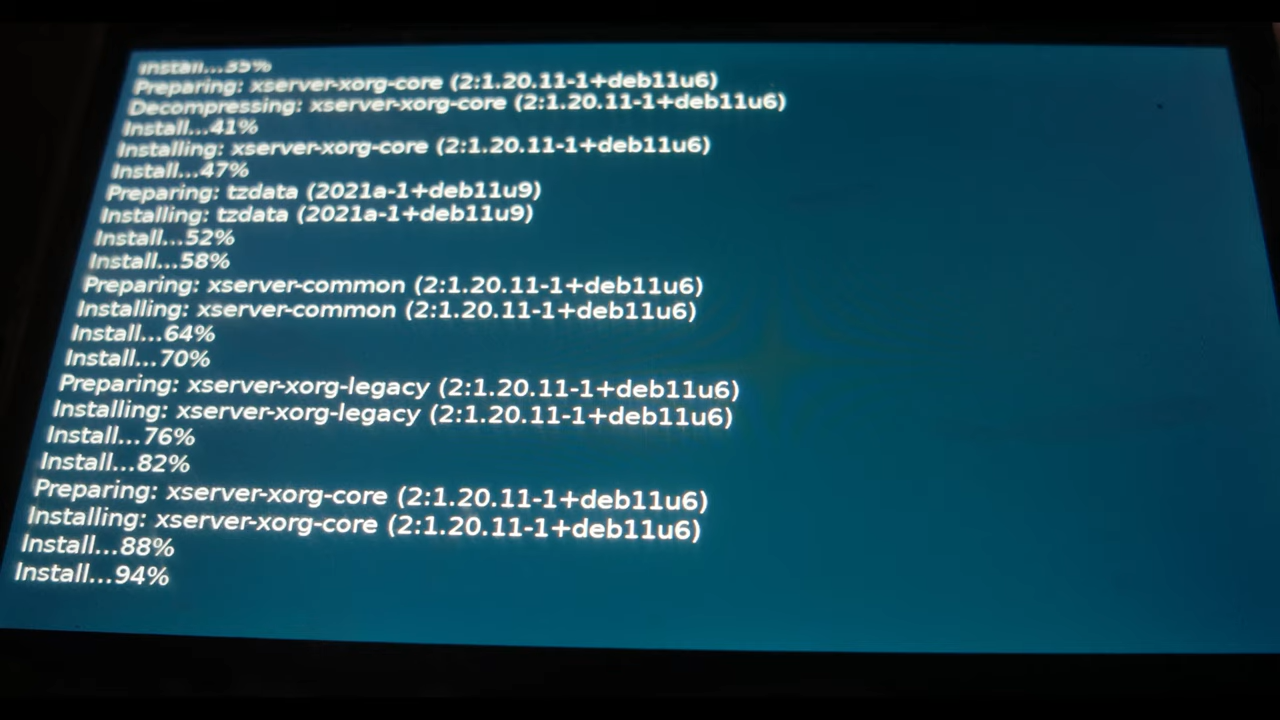 Install...35%
Preparing: xserver-xorg-core (2:1.20.11-1+deb11u6)
Decompressing: xserver-xorg-core (2:1.20.11-1+deb11u6)
Install...41%
Installing: xserver-xorg-core (2:1.20.11-1+deb11u6)
Install...47%
Preparing: tzdata (2021a-1+deb11u9)
Installing: tzdata (2021a-1+deb11u9)
Install...52%
Install...58%
Preparing: xserver-common (2:1.20.11-1+deb11u6)
Installing: xserver-common (2:1.20.11-1+deb11u6)
Install...64%
Install...70%
Preparing: xserver-xorg-legacy (2:1.20.11-1+deb11u6)
Installing: xserver-xorg-legacy (2:1.20.11-1+deb11u6)
Install...76%
Install...82%
Preparing: xserver-xorg-core (2:1.20.11-1+deb11u6)
Installing: xserver-xorg-core (2:1.20.11-1+deb11u6)
Install...88%
Install...94%